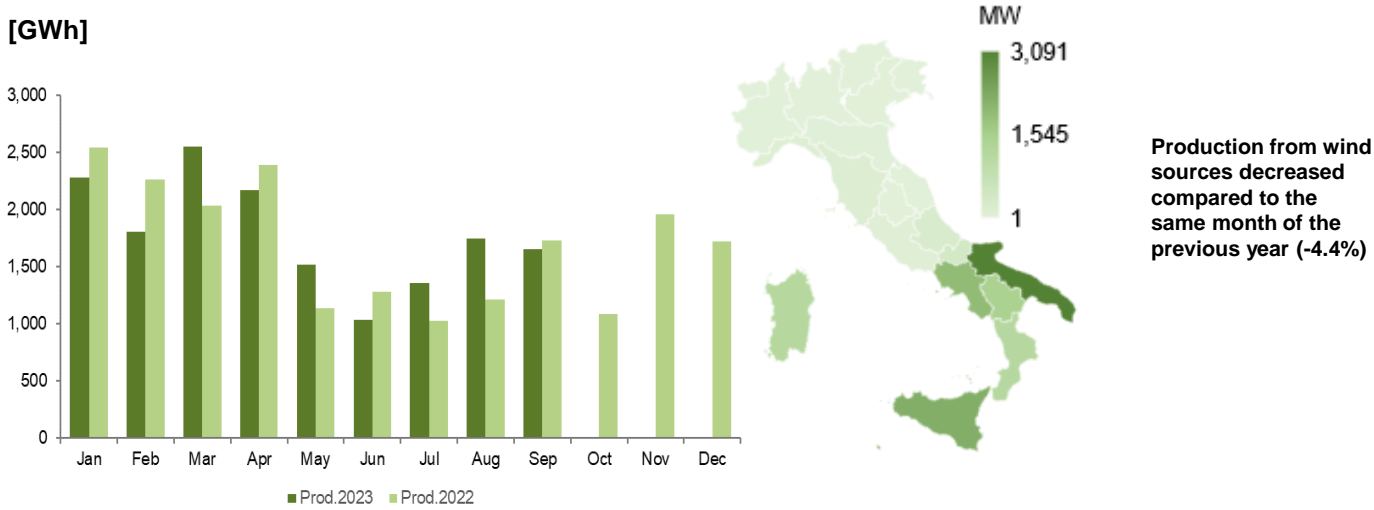 [GWh]
3,000
2,500
2,000
1,500
1,000
500
0
Jan Feb Mar Apr May Jun Jul Aug Sep Oct Nov Dec
Prod.2023 Prod.2022
MW
3,091
1,545
1
Production from wind
sources decreased
compared to the
same month of the
previous year (-4.4%)